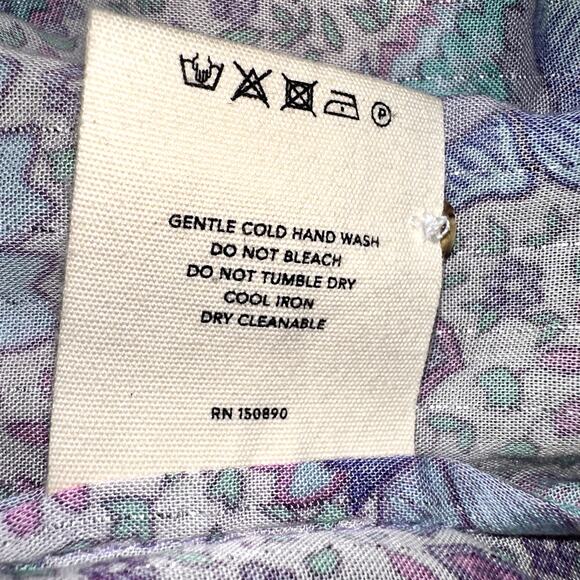 P
GENTLE COLD HAND WASH
DO NOT BLEACH
DO NOT TUMBLE DRY
COOL IRON
DRY CLEANABLE
RN 150890